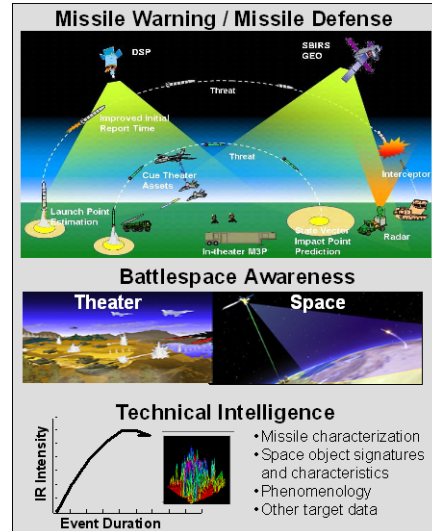 Missile Warning / Missile Defense
DSP
SBIRS
GEO
Threat
Improved Initial
Report Time
Threat
Cue Theater
Assets
Interceptor
Launch Point
Estimation
State Vector
Impact Point
Prediction
In-theater M3P
Radar
Battlespace Awareness
Theater
Space
Technical Intelligence
IR Intensity
Event Duration
• Missile characterization
• Space object signatures
and characteristics
• Phenomenology
• Other target data